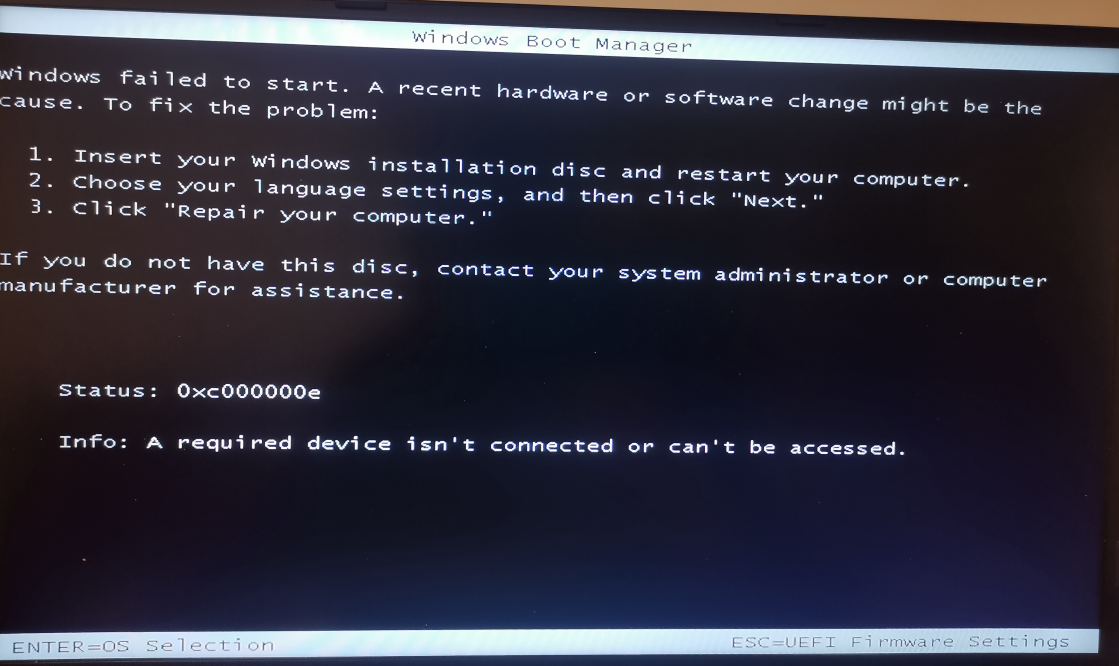 Windows Boot Manager
Windows failed to start. A recent hardware or software change might be the
cause. To fix the problem:
1. Insert your Windows installation disc and restart your computer.
2. Choose your language settings, and then click "Next."
3. Click "Repair your computer."
If you do not have this disc, contact your system administrator or computer
manufacturer for assistance.
Status: 0xc000000e
Info: A required device isn't connected or can't be accessed.
ENTER=OS Selection
ESC=UEFI Firmware Settings